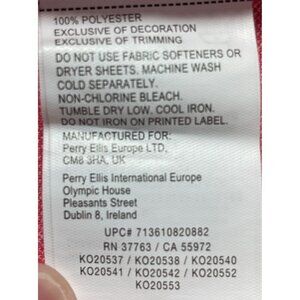 100% POLYESTER
EXCLUSIVE OF DECORATION
EXCLUSIVE OF TRIMMING
DO NOT USE FABRIC SOFTENERS OR
DRYER SHEETS. MACHINE WASH
COLD SEPARATELY.
NON-CHLORINE BLEACH.
TUMBLE DRY LOW. COOL IRON.
DO NOT IRON ON PRINTED LABEL.
MANUFACTURED FOR:
Perry Ellis Europe LTD,
CM8 3HA, UK
Perry Ellis International Europe
Olympic House
Pleasants Street
Dublin 8, Ireland
UPC# 713610820882
RN 37763 / CA 55972
KO20537 / KO20538 / KO20540
KO20541 / KO20542 / KO20552
KO20553